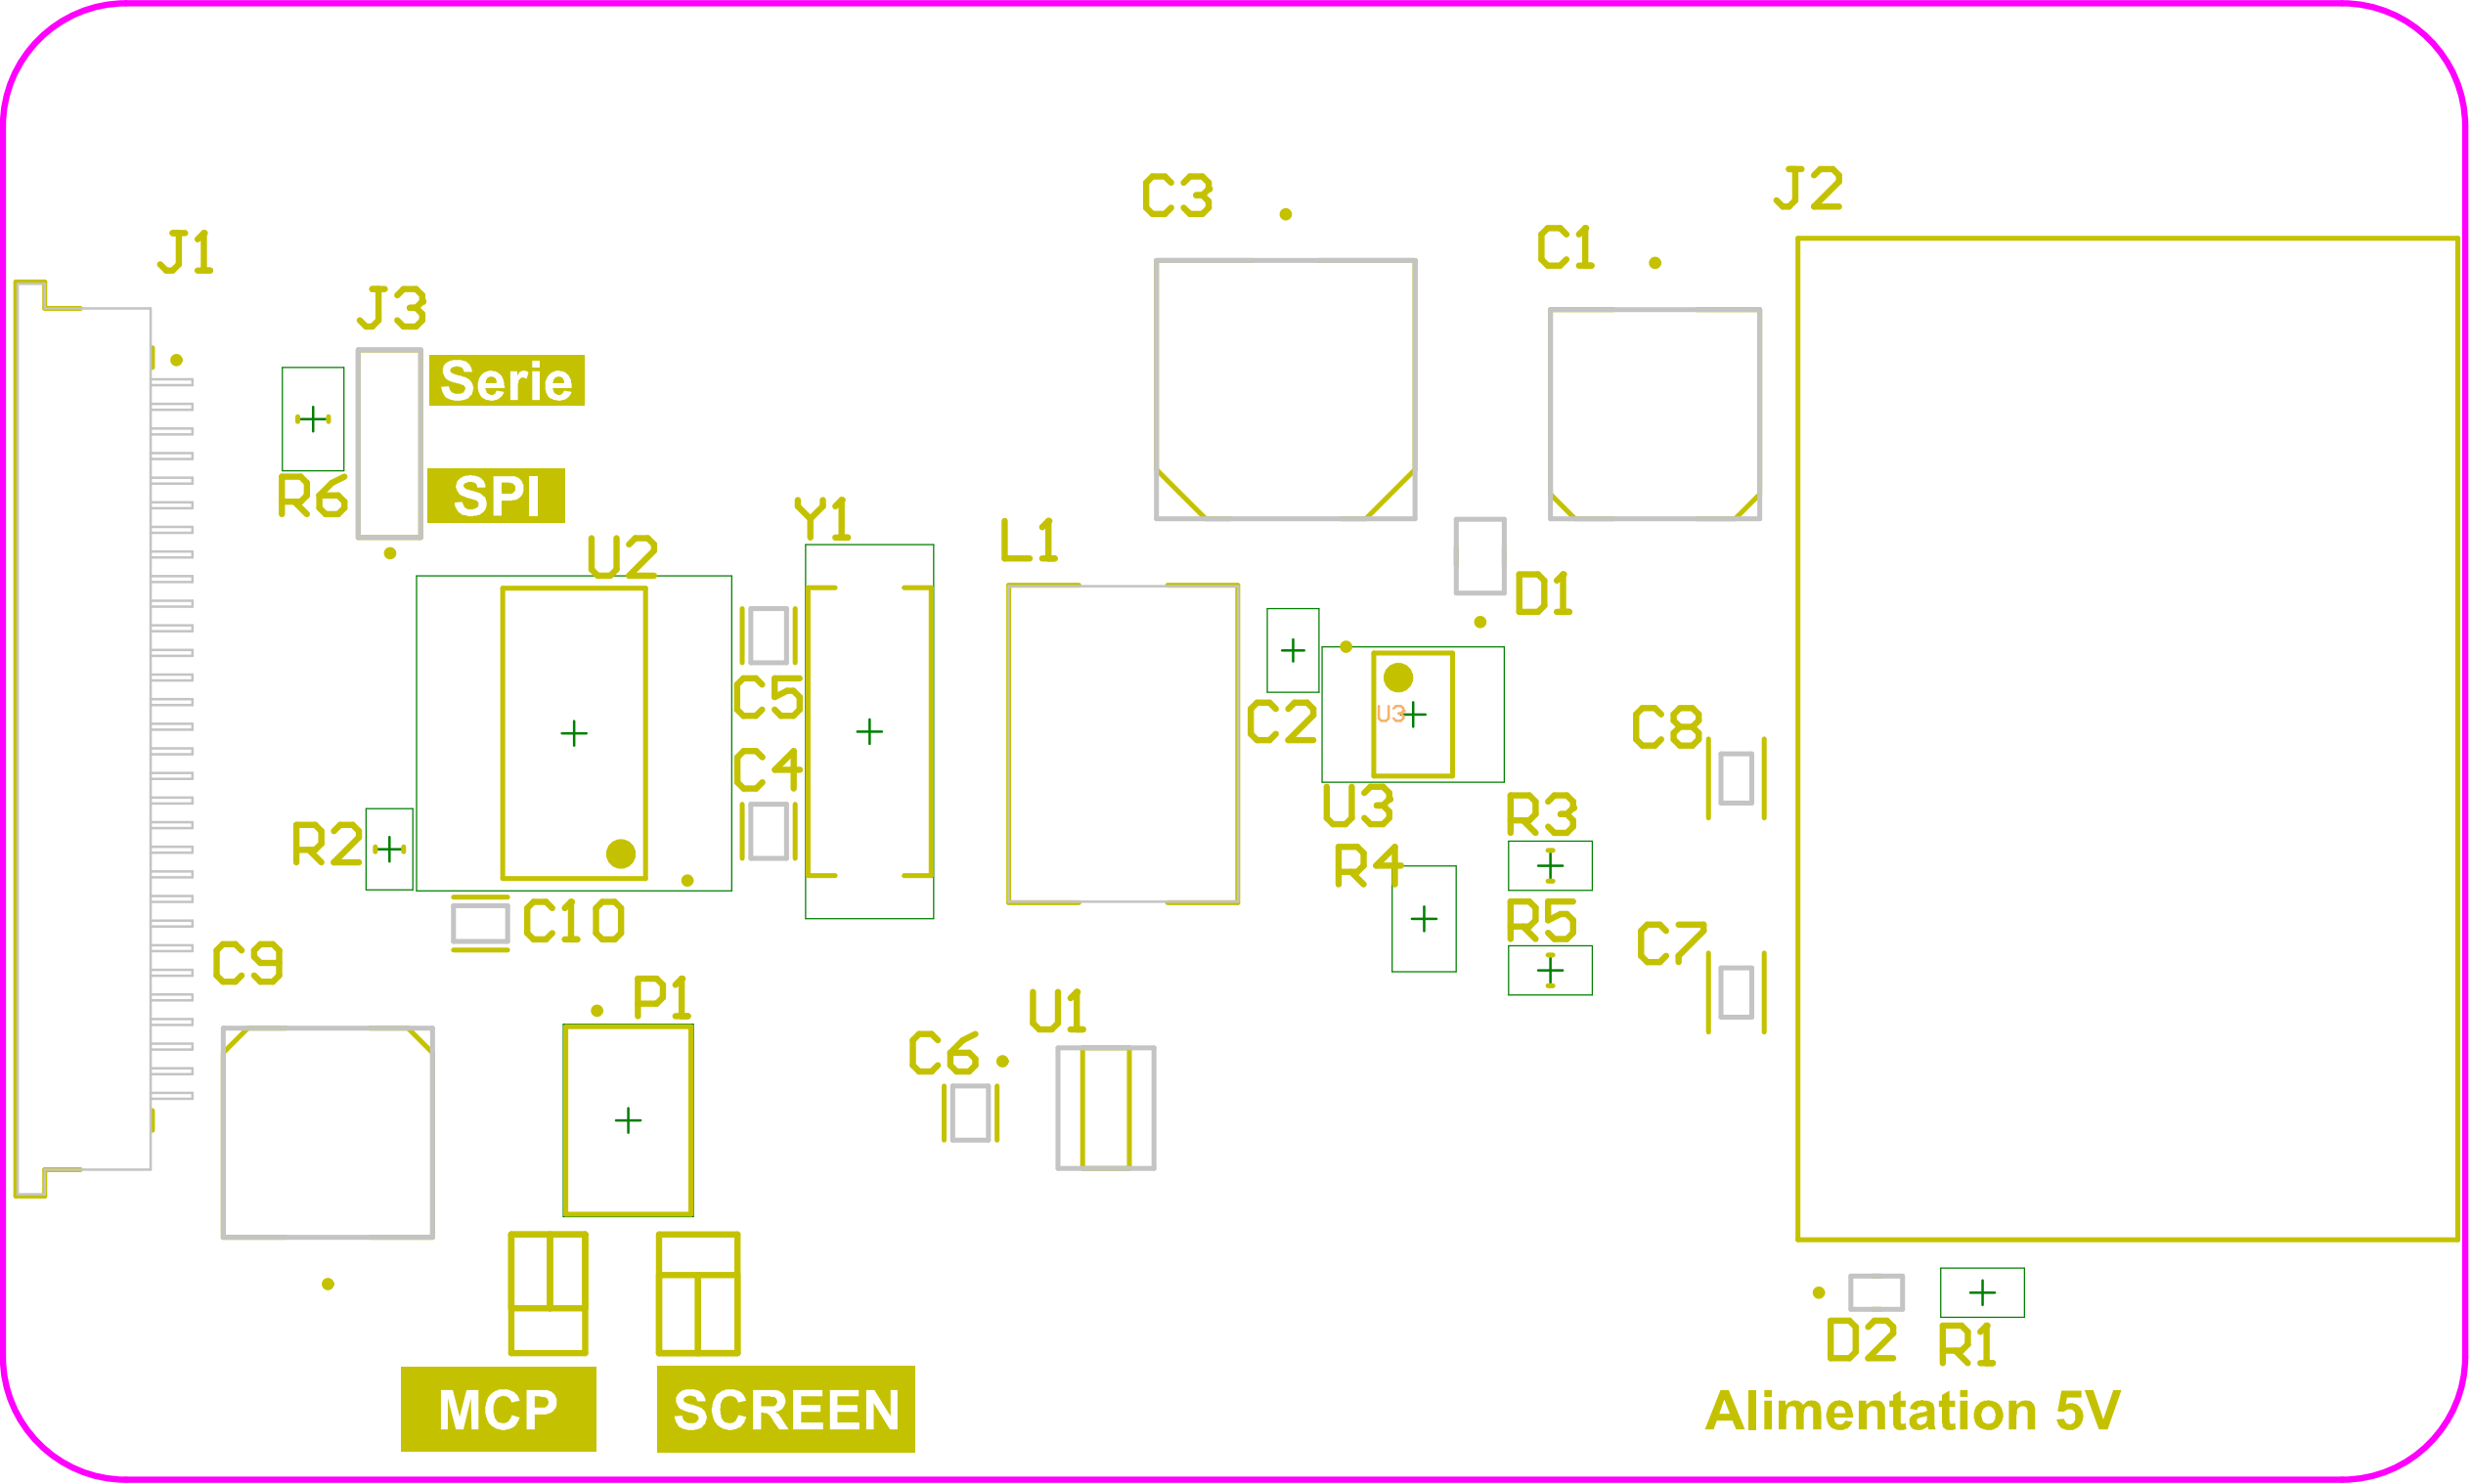 C3
J2
C1
J1
J3
Serie
SPI
R6
Y1
L1
U2
D1
C5
C2
U3
C8
C4
U3
R3
R2
R4
C10
R5
C7
C9
P1
U1
C6
D2
R1
MCP
SCREEN
Alimentation 5V